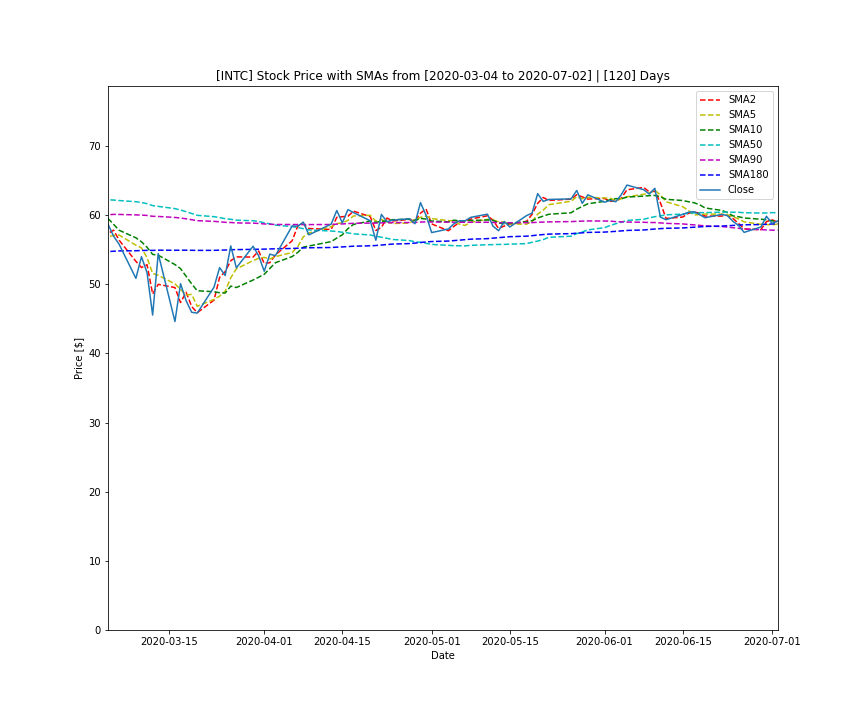 [INTC] Stock Price with SMAs from [2020-03-04 to 2020-07-02] | [120] Days
SMA2
SMA5
SMA10
SMA50
SMA90
SMA180
Close
Price [$]
70
60
50
40
30
20
10
0
2020-03-15
2020-04-01
2020-04-15
2020-05-01
2020-05-15
2020-06-01
2020-06-15
2020-07-01
Date